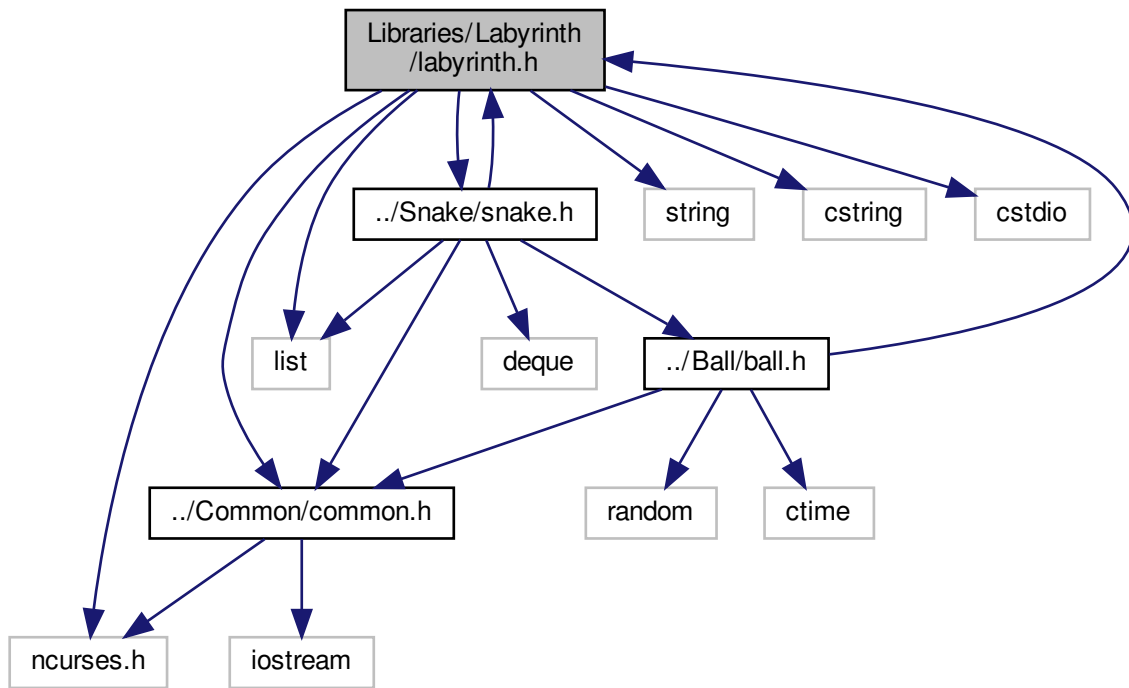 Libraries/Labyrinth
/labyrinth.h
../Snake/snake.h
string
cstring
cstdio
list
deque
../Ball/ball.h
../Common/common.h
random
ctime
ncurses.h
iostream